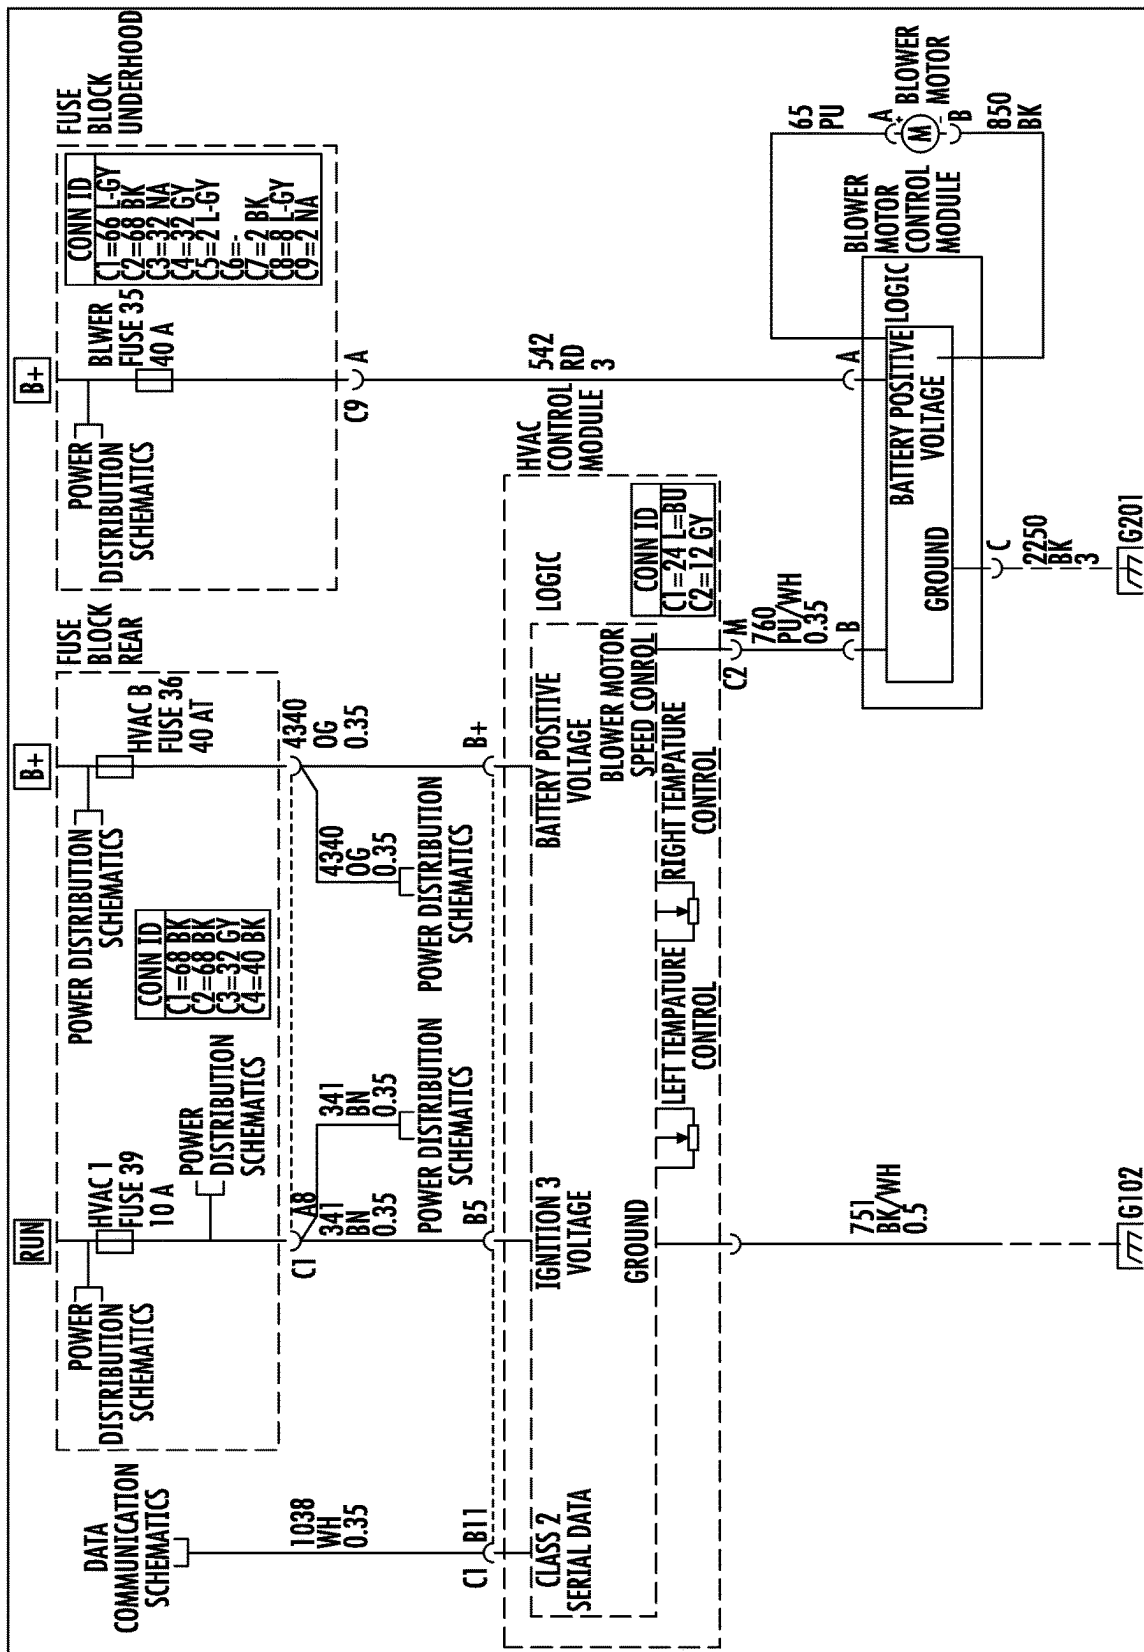 RUN
B+
B+
DATA
COMMUNICATION
SCHEMATICS
POWER
DISTRIBUTION
SCHEMATICS
HVAC 1
FUSE 39
10 A
POWER
DISTRIBUTION
SCHEMATICS
CONN ID
C1=68 BK
C2=68 BK
C3=32 GY
C4=40 BK
POWER DISTRIBUTION
SCHEMATICS
HVAC B
FUSE 36
40 AT
FUSE
BLOCK
REAR
POWER
DISTRIBUTION
SCHEMATICS
BLWER
FUSE 35
40 A
CONN ID
C1=66 L-GY
C2=68 BK
C3=32 NA
C4=32 GY
C5=2 L-GY
C6=-
C7=2 BK
C8=8 L-GY
C9=2 NA
FUSE
BLOCK
UNDERHOOD
1038
WH
0.35
C1
A8
341
BN
0.35
341
BN
0.35
POWER DISTRIBUTION
SCHEMATICS
4340
OG
0.35
4340
OG
0.35
POWER DISTRIBUTION
SCHEMATICS
C9
A
542
RD
3
C1
B11
B5
B+
HVAC
CONTROL
MODULE
CLASS 2
SERIAL DATA
IGNITION 3
VOLTAGE
BATTERY POSITIVE
VOLTAGE
LOGIC
GROUND
LEFT TEMPATURE
CONTROL
RIGHT TEMPATURE
CONTROL
BLOWER MOTOR
SPEED CONROL
CONN ID
C1=24 L=BU
C2=12 GY
C2
M
760
PU/WH
0.35
B
A
751
BK/WH
0.5
G102
BLOWER
MOTOR
CONTROL
MODULE
BATTERY POSITIVE
VOLTAGE
LOGIC
GROUND
C
2250
BK
3
G201
65
PU
A
+
M
-
B
BLOWER
MOTOR
850
BK